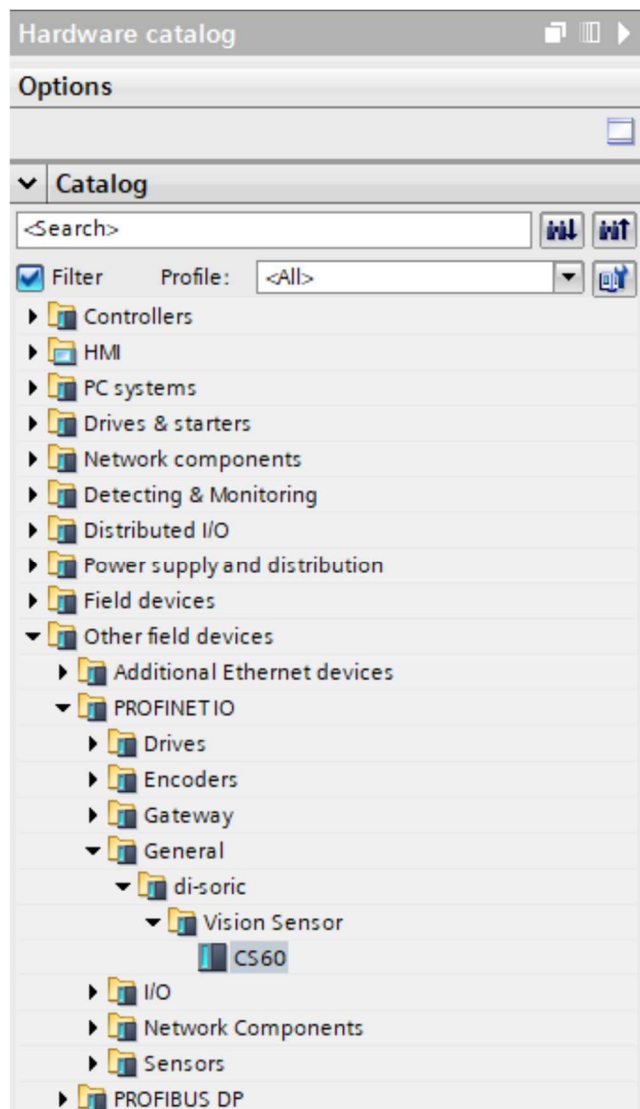 Hardware catalog
Options
Catalog
<Search>
Filter Profile: <All>
Controllers
HMI
PC systems
Drives & starters
Network components
Detecting & Monitoring
Distributed I/O
Power supply and distribution
Field devices
Other field devices
Additional Ethernet devices
PROFINET IO
Drives
Encoders
Gateway
General
di-soric
Vision Sensor
CS60
I/O
Network Components
Sensors
PROFIBUS DP